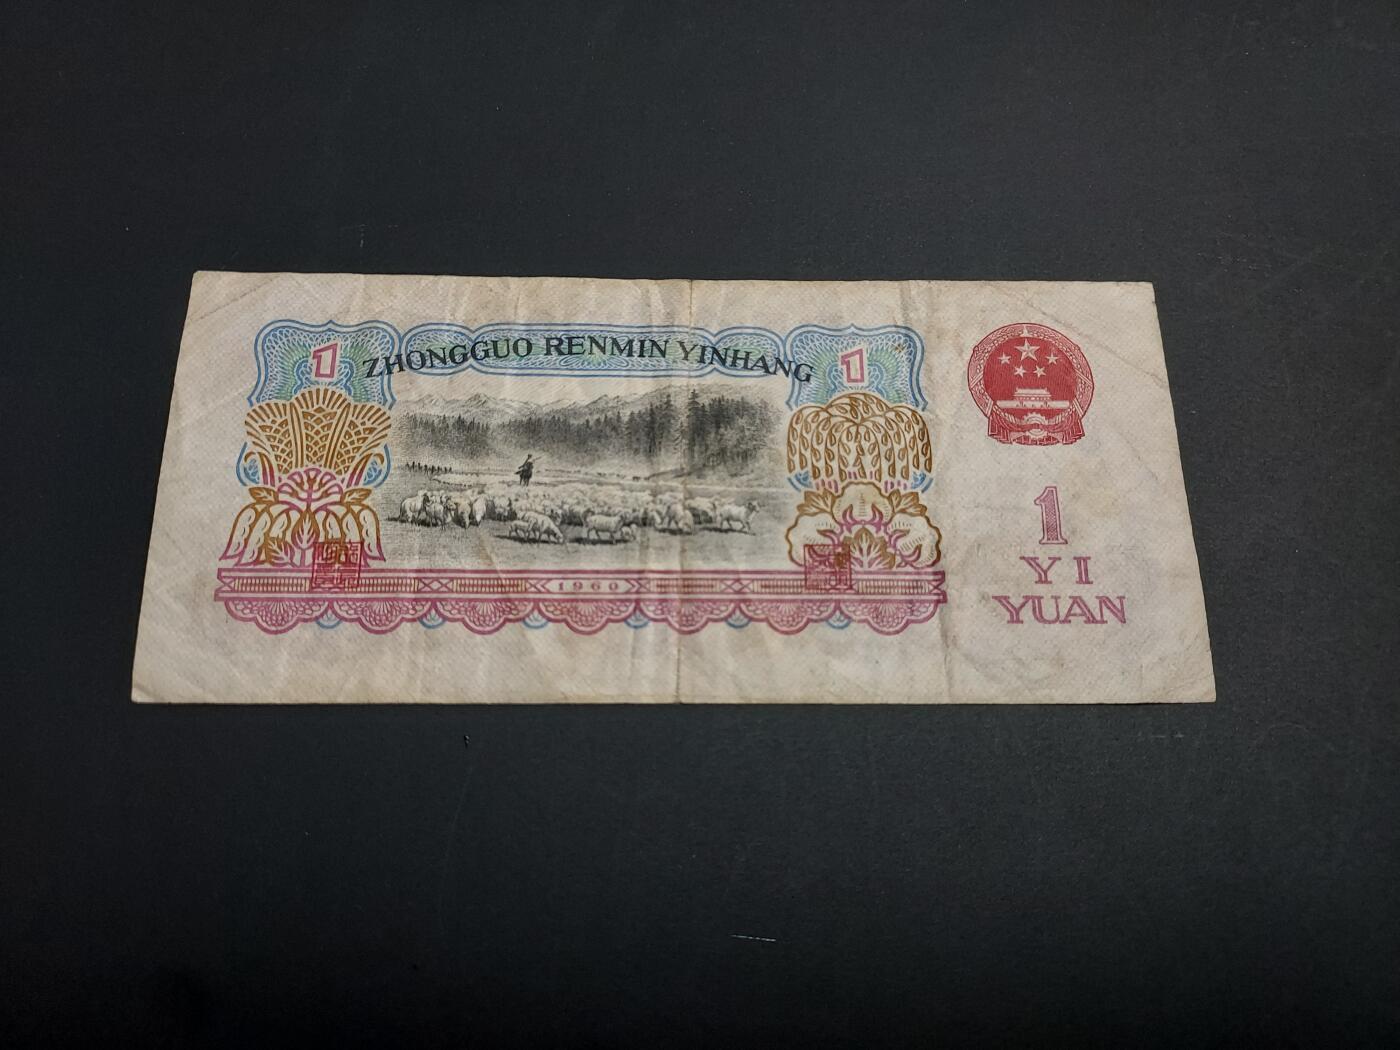 1 ZHONGGUO RENMIN YINHANG 1
1960
1
YI
YUAN